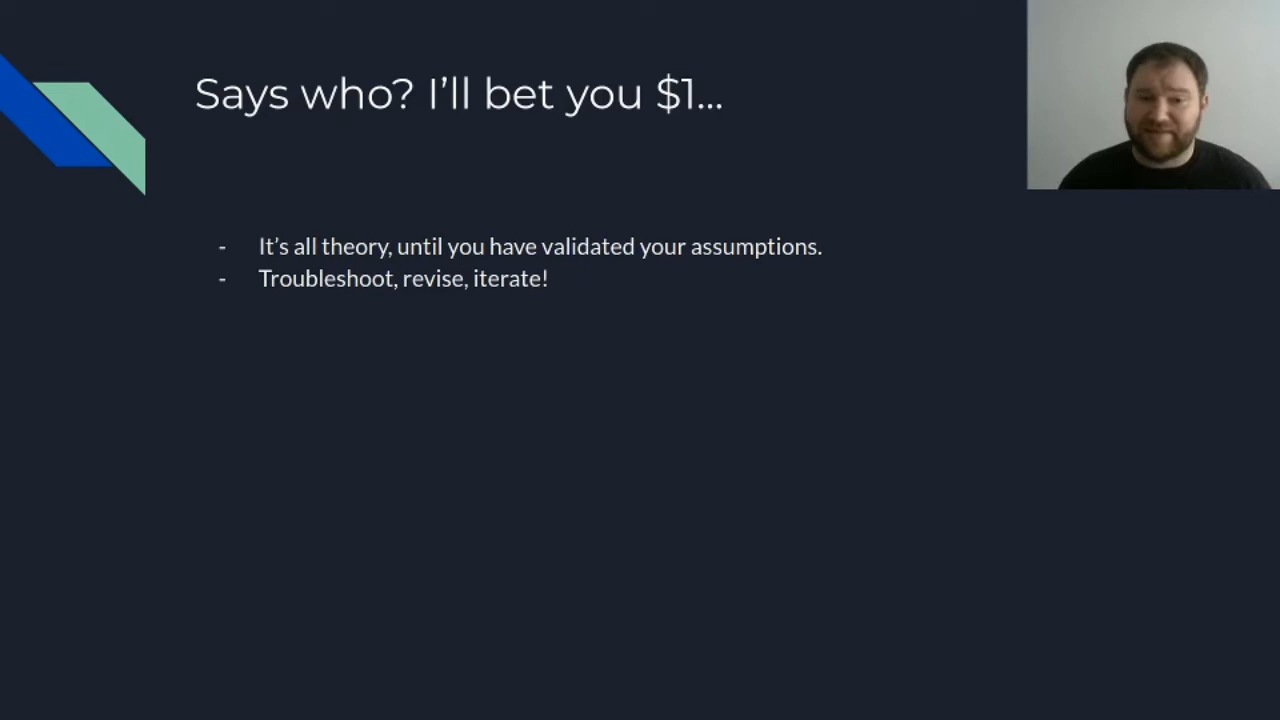 Says who? I’ll bet you $1...
- It’s all theory, until you have validated your assumptions.
- Troubleshoot, revise, iterate!